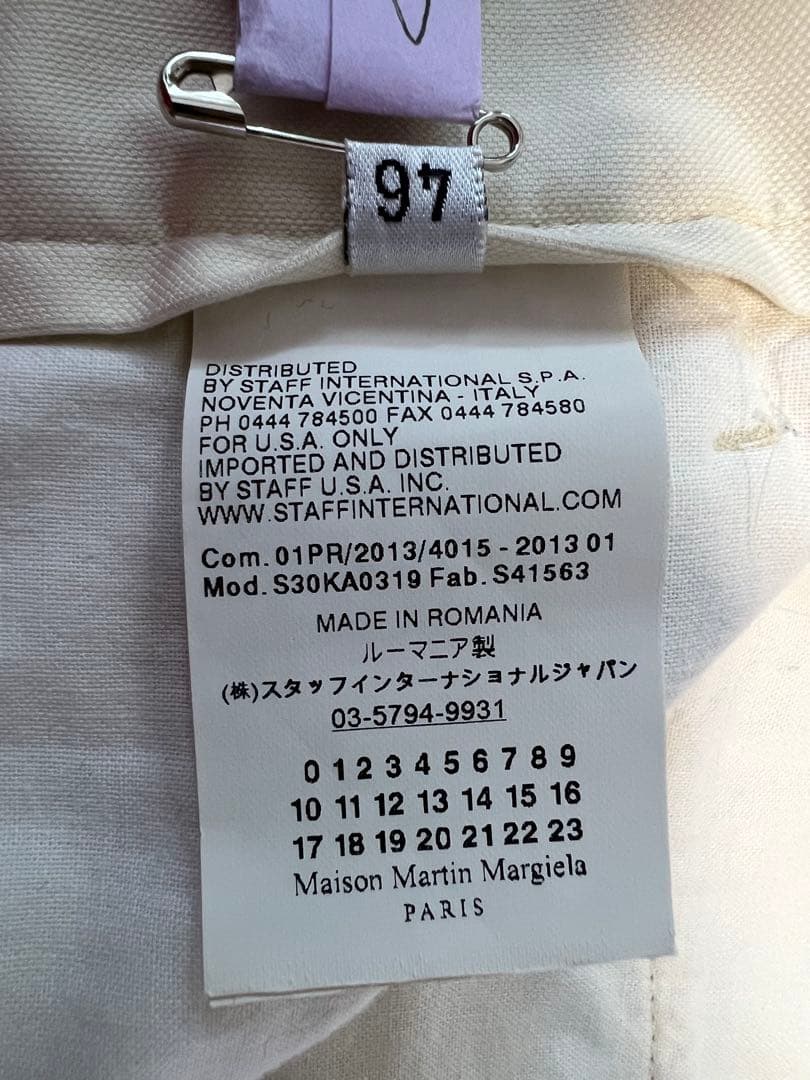 46
DISTRIBUTED
BY STAFF INTERNATIONAL S.P.A.
NOVENTA VICENTINA - ITALY
PH 0444 784500 FAX 0444 784580
FOR U.S.A. ONLY
IMPORTED AND DISTRIBUTED
BY STAFF U.S.A. INC.
WWW.STAFFINTERNATIONAL.COM
Com. 01PR/2013/4015 - 2013 01
Mod. S30KA0319 Fab. S41563
MADE IN ROMANIA
ルーマニア製
(株)スタッフインターナショナルジャパン
03-5794-9931
0 1 2 3 4 5 6 7 8 9
10 11 12 13 14 15 16
17 18 19 20 21 22 23
Maison Martin Margiela
PARIS